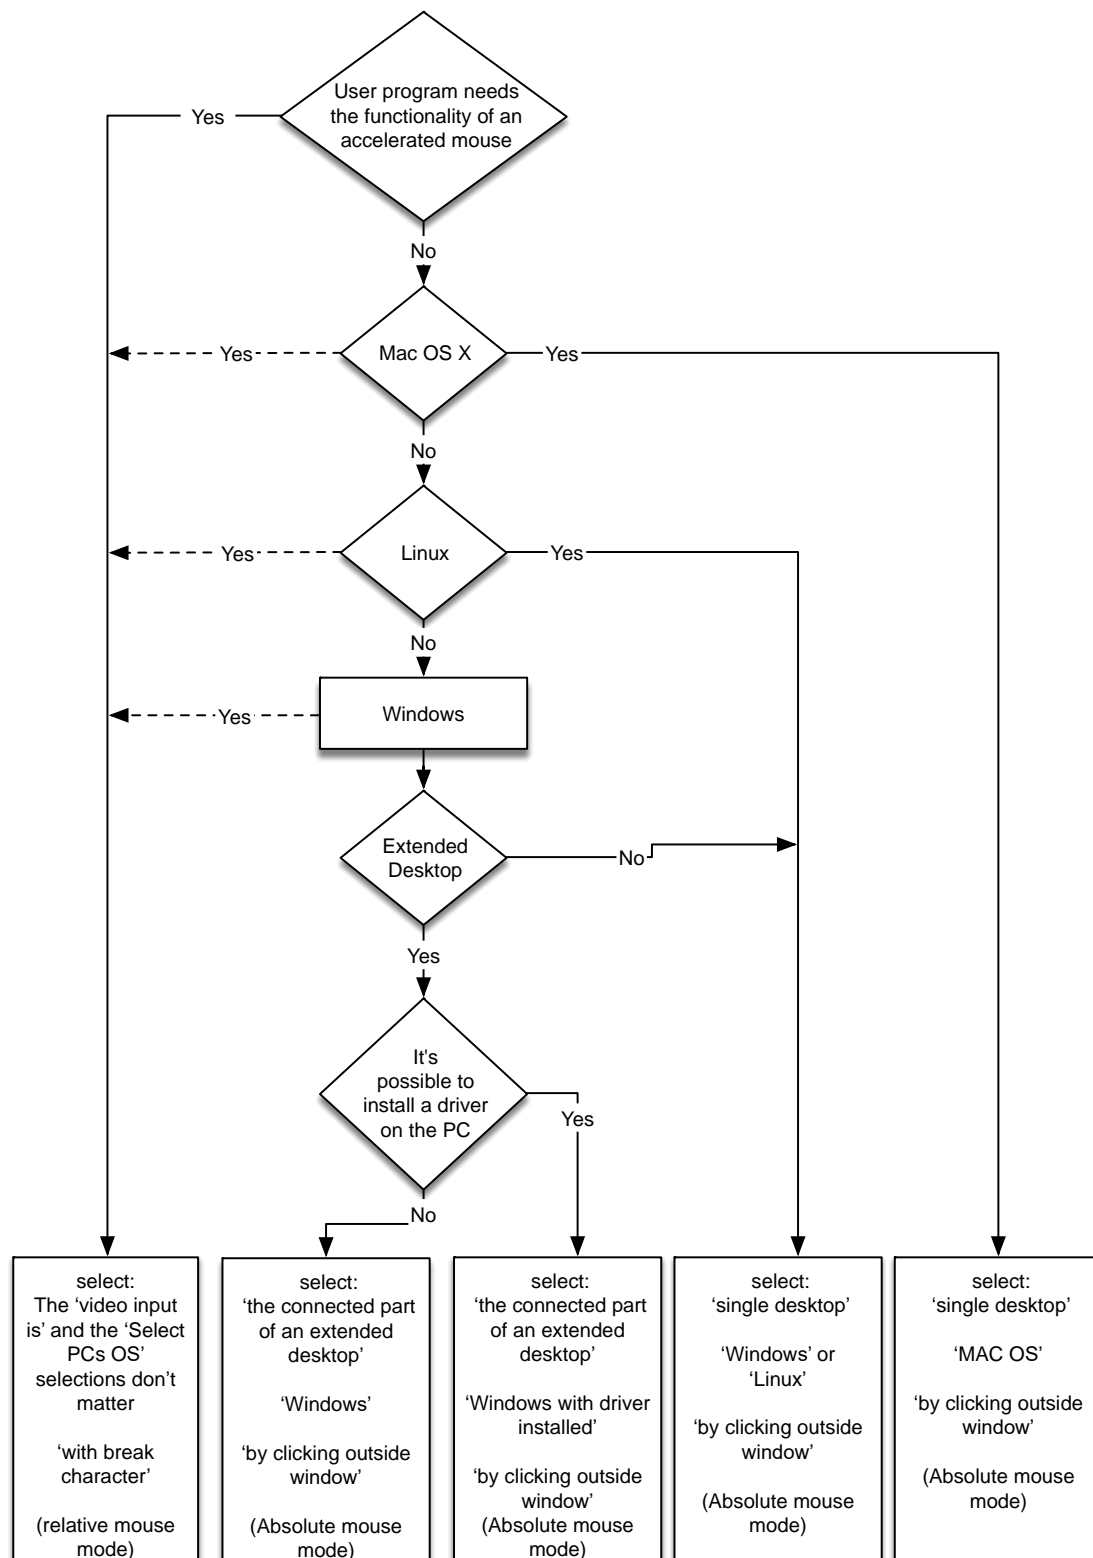 User program needs
the functionality of an
accelerated mouse
Yes
No
Mac OS X
Yes
Yes
No
Linux
Yes
Yes
No
Windows
Yes
Extended
Desktop
No
Yes
It's
possible to
install a driver
on the PC
Yes
No
select:
The ‘video input
is’ and the ‘Select
PCs OS’
selections don’t
matter
‘with break
character’
(relative mouse
mode)
select:
‘the connected part
of an extended
desktop’
‘Windows’
‘by clicking outside
window’
(Absolute mouse
mode)
select:
‘the connected part
of an extended
desktop’
‘Windows with driver
installed’
‘by clicking outside
window’
(Absolute mouse
mode)
select:
‘single desktop’
‘Windows’ or
‘Linux’
‘by clicking outside
window’
(Absolute mouse
mode)
select:
‘single desktop’
‘MAC OS’
‘by clicking outside
window’
(Absolute mouse
mode)